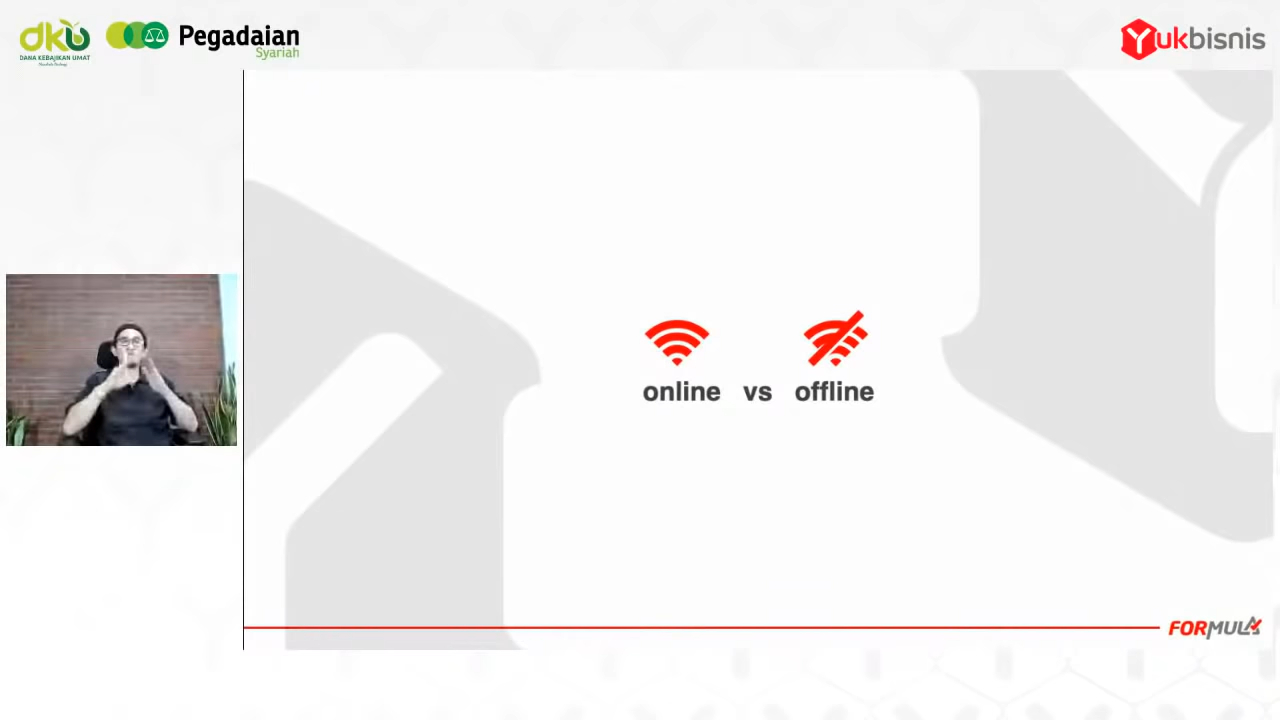 dku
DANA KEBAJIKAN UMAT
Pegadaian
Syariah
Yukbisnis
online vs offline
FORMULA